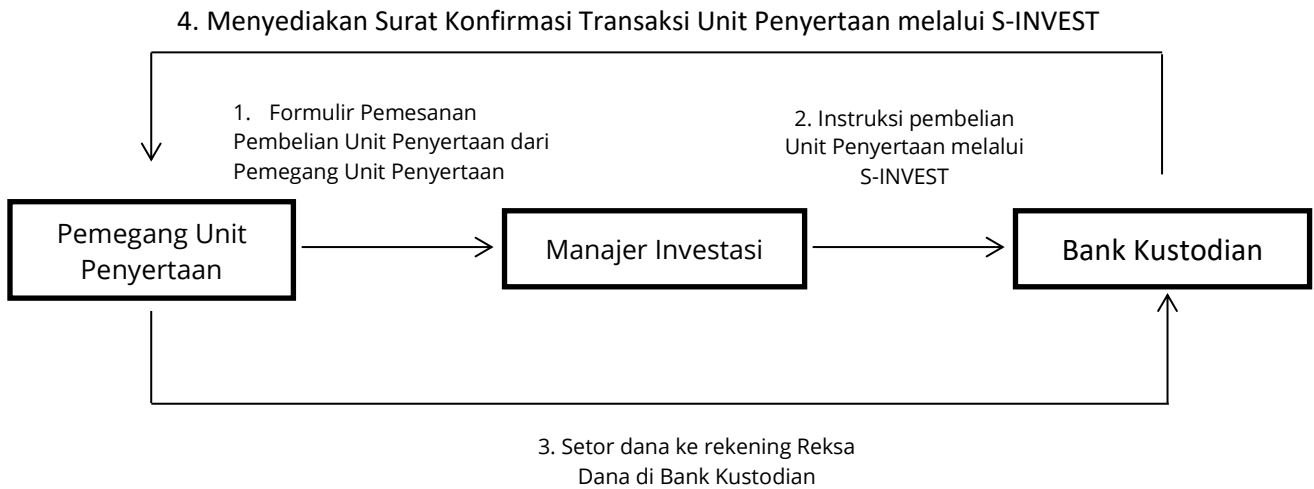 4. Menyediakan Surat Konfirmasi Transaksi Unit Penyertaan melalui S-INVEST
1. Formulir Pemesanan
Pembelian Unit Penyertaan dari
Pemegang Unit Penyertaan
2. Instruksi pembelian
Unit Penyertaan melalui
S-INVEST
Pemegang Unit
Penyertaan
Manajer Investasi
Bank Kustodian
3. Setor dana ke rekening Reksa
Dana di Bank Kustodian